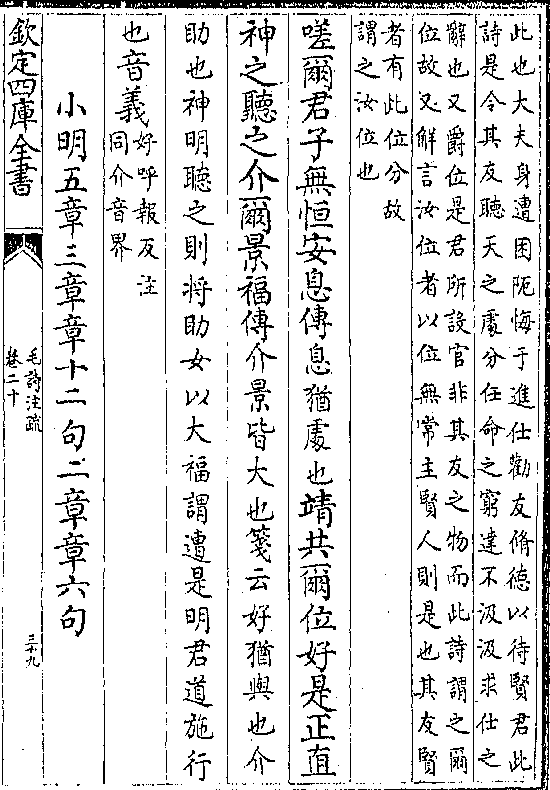 此也大夫身遭困阨悔于進仕勸友脩德以待賢君此
詩是令其友聽天之處分任命之窮達不汲汲求仕之
辭也又爵位是君所設官非其友之物而此詩謂之爾
位故又解言汝位者以位無常主賢人則是也其友賢
者有此位分故
謂之汝位也
嗟爾君子無恒安息傳息猶處也靖共爾位好是正直
神之聽之介爾景福傳介景皆大也箋云好猶與也介
助也神明聽之則將助女以大福謂遭是明君道施行
也音義好呼報反注
同介音界
小明五章三章章十二句二章章六句
欽定四庫全書
毛詩注疏
卷二十
三十九